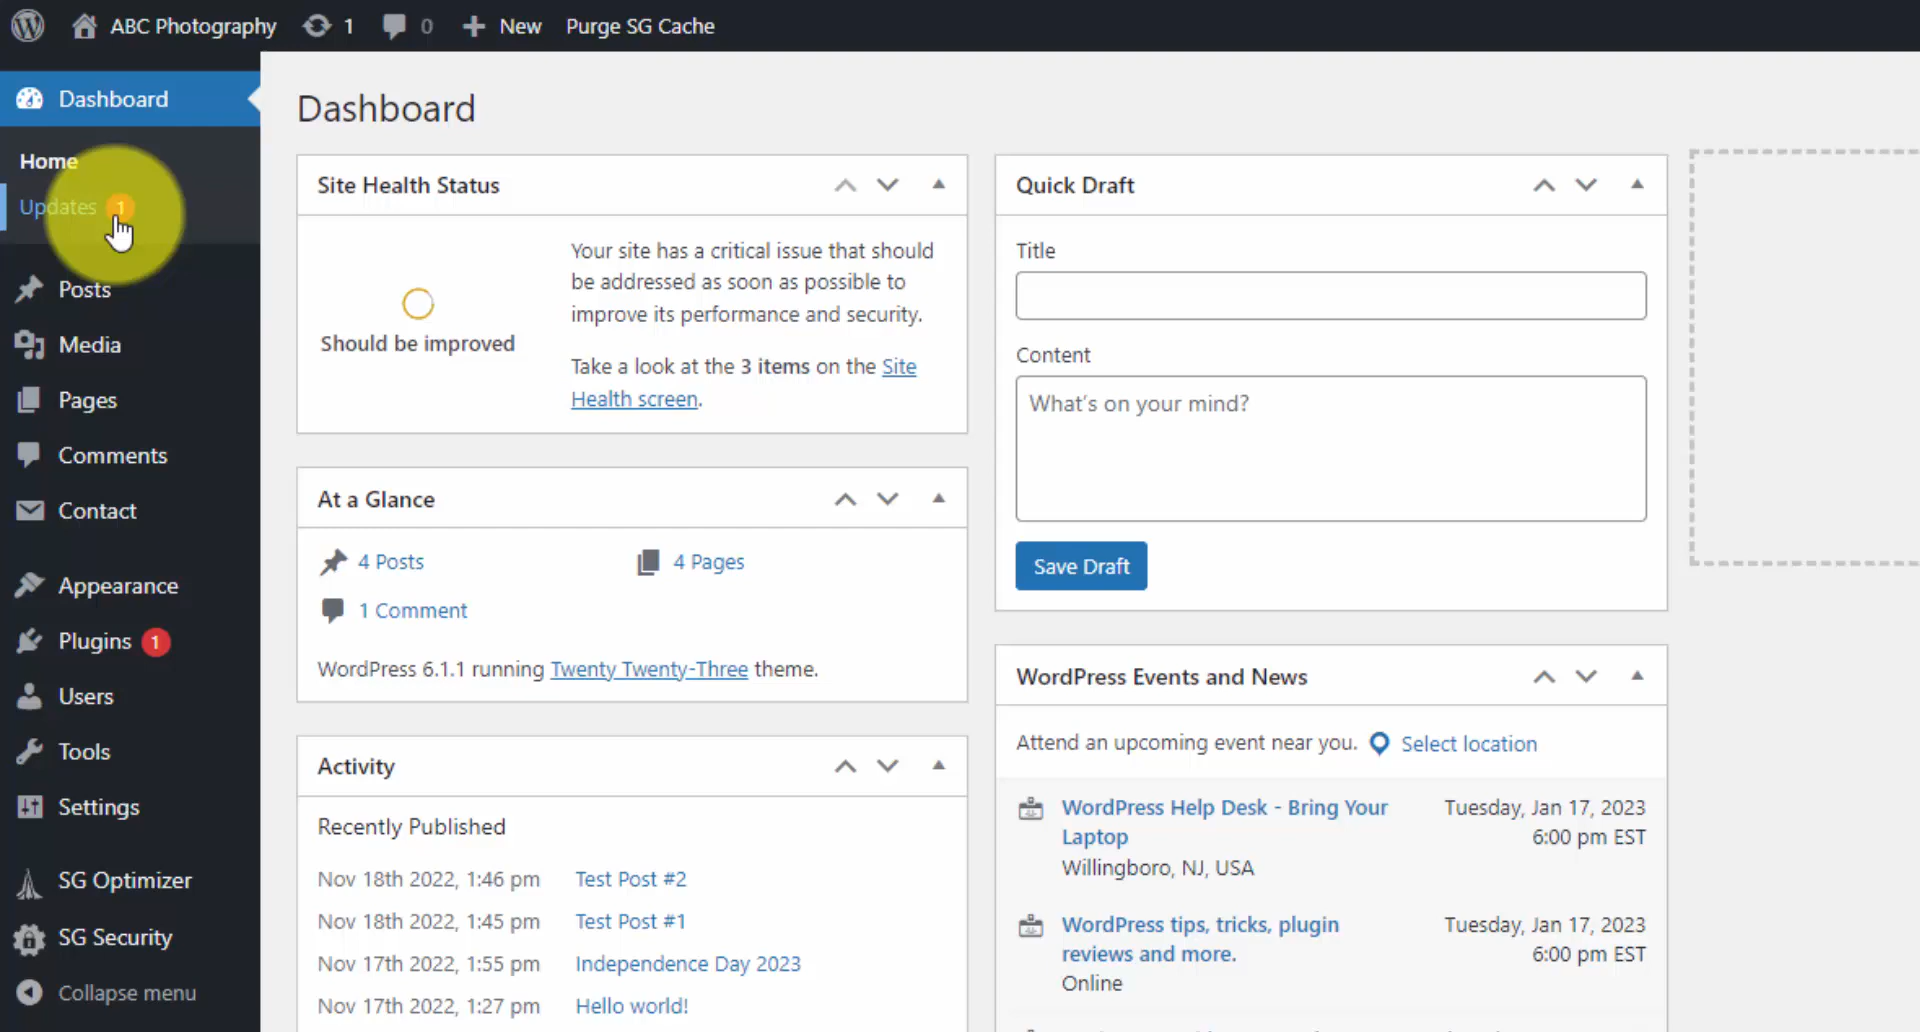 ABC Photography 1 0 New Purge SG Cache
Dashboard
Home
Updates 1
Posts
Media
Pages
Comments
Contact
Appearance
Plugins 1
Users
Tools
Settings
SG Optimizer
SG Security
Collapse menu
Dashboard
Site Health Status
Should be improved
Your site has a critical issue that should
be addressed as soon as possible to
improve its performance and security.
Take a look at the 3 items on the Site
Health screen.
At a Glance
4 Posts
4 Pages
1 Comment
WordPress 6.1.1 running Twenty Twenty-Three theme.
Activity
Recently Published
Nov 18th 2022, 1:46 pm Test Post #2
Nov 18th 2022, 1:45 pm Test Post #1
Nov 17th 2022, 1:55 pm Independence Day 2023
Nov 17th 2022, 1:27 pm Hello world!
Quick Draft
Title
Content
What's on your mind?
Save Draft
WordPress Events and News
Attend an upcoming event near you. Select location
WordPress Help Desk - Bring Your Tuesday, Jan 17, 2023
Laptop 6:00 pm EST
Willingboro, NJ, USA
WordPress tips, tricks, plugin Tuesday, Jan 17, 2023
reviews and more. 6:00 pm EST
Online